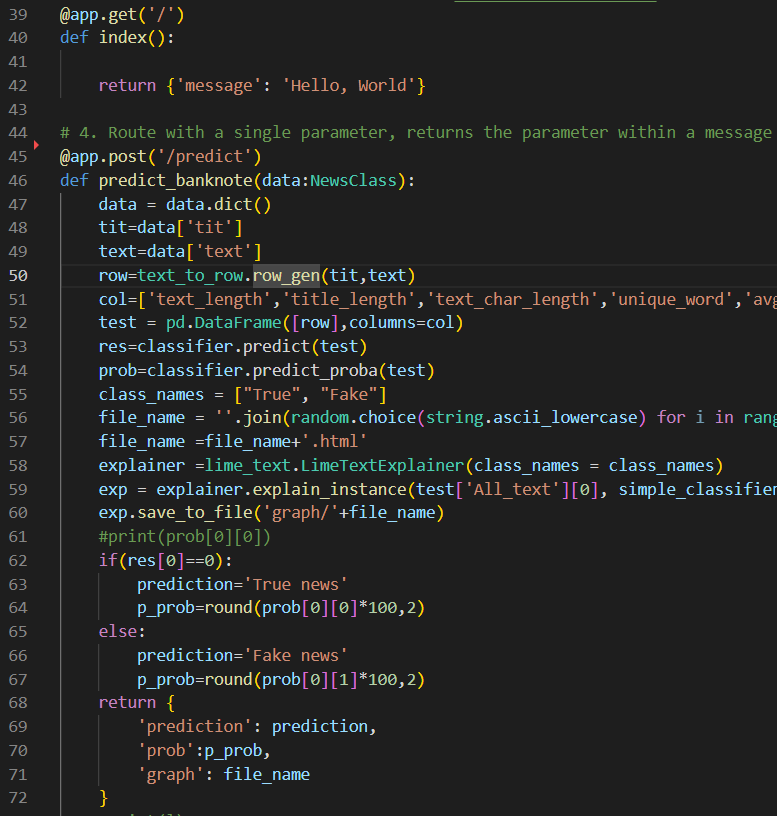 39 @app.get('/')
40 def index():
41
42     return {'message': 'Hello, World'}
43
44 # 4. Route with a single parameter, returns the parameter within a message
45 @app.post('/predict')
46 def predict_banknote(data:NewsClass):
47     data = data.dict()
48     tit=data['tit']
49     text=data['text']
50     row=text_to_row.row_gen(tit,text)
51     col=['text_length','title_length','text_char_length','unique_word','avg
52     test = pd.DataFrame([row],columns=col)
53     res=classifier.predict(test)
54     prob=classifier.predict_proba(test)
55     class_names = ["True", "Fake"]
56     file_name = ''.join(random.choice(string.ascii_lowercase) for i in rang
57     file_name =file_name+'.html'
58     explainer =lime_text.LimeTextExplainer(class_names = class_names)
59     exp = explainer.explain_instance(test['All_text'][0], simple_classifier
60     exp.save_to_file('graph/'+file_name)
61     #print(prob[0][0])
62     if(res[0]==0):
63         prediction='True news'
64         p_prob=round(prob[0][0]*100,2)
65     else:
66         prediction='Fake news'
67         p_prob=round(prob[0][1]*100,2)
68     return {
69         'prediction': prediction,
70         'prob':p_prob,
71         'graph': file_name
72     }